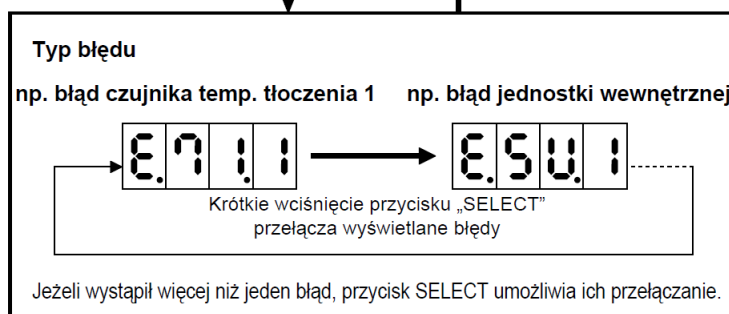 Typ błędu
np. błąd czujnika temp. tłoczenia 1 np. błąd jednostki wewnętrznej
E.71.1 E.5U.1
Krótkie wciśnięcie przycisku „SELECT”
przełącza wyświetlane błędy
Jeżeli wystąpił więcej niż jeden błąd, przycisk SELECT umożliwia ich przełączanie.